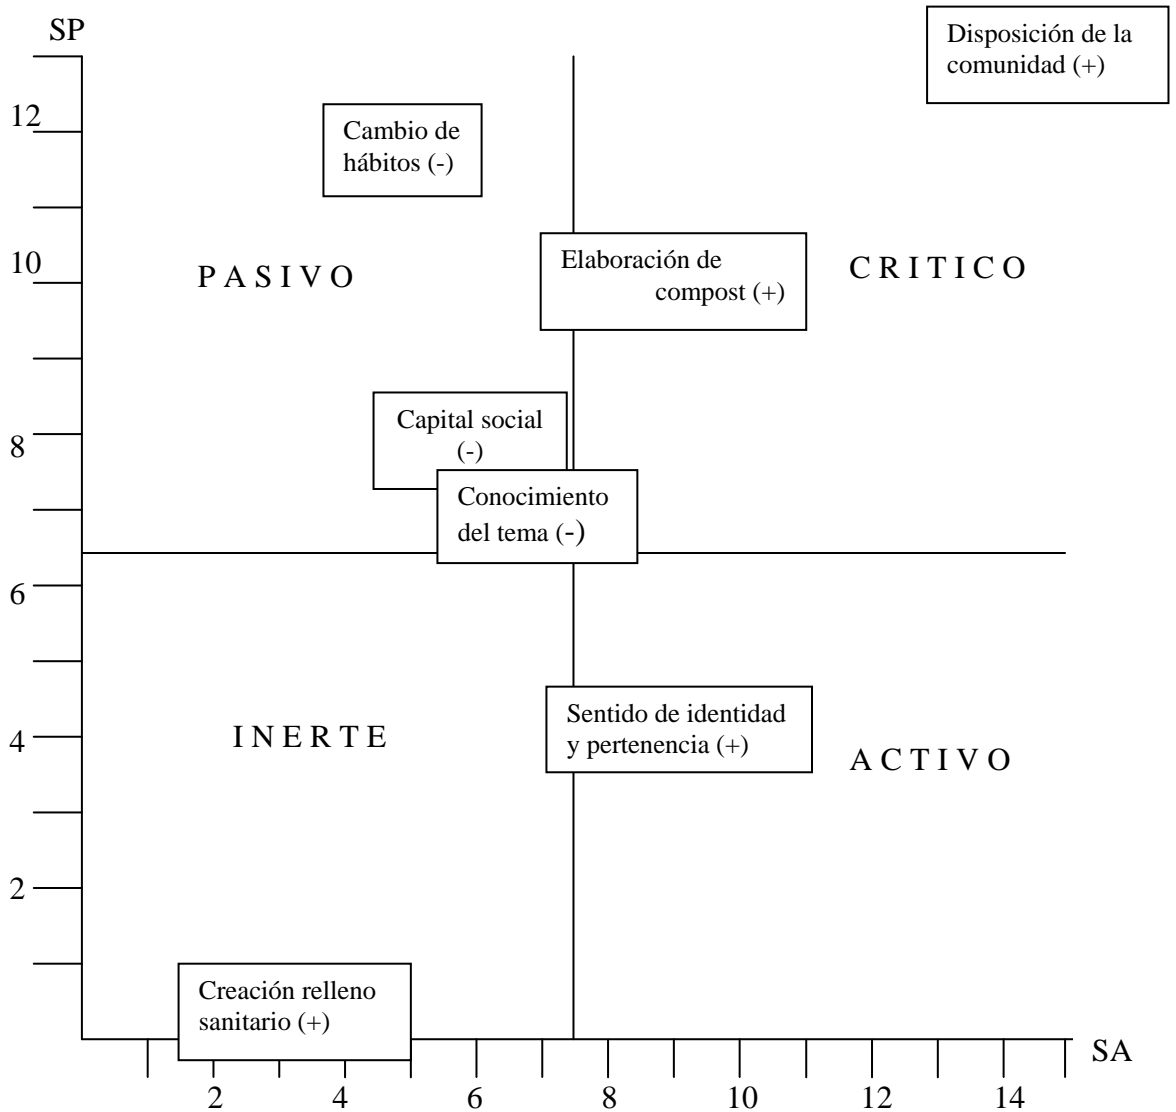 SP
Disposición de la
comunidad (+)
12
Cambio de
hábitos (-)
10
P A S I V O
Elaboración de
compost (+)
C R I T I C O
8
Capital social
(-)
Conocimiento
del tema (-)
6
4
I N E R T E
Sentido de identidad
y pertenencia (+)
A C T I V O
2
Creación relleno
sanitario (+)
SA
2 4 6 8 10 12 14